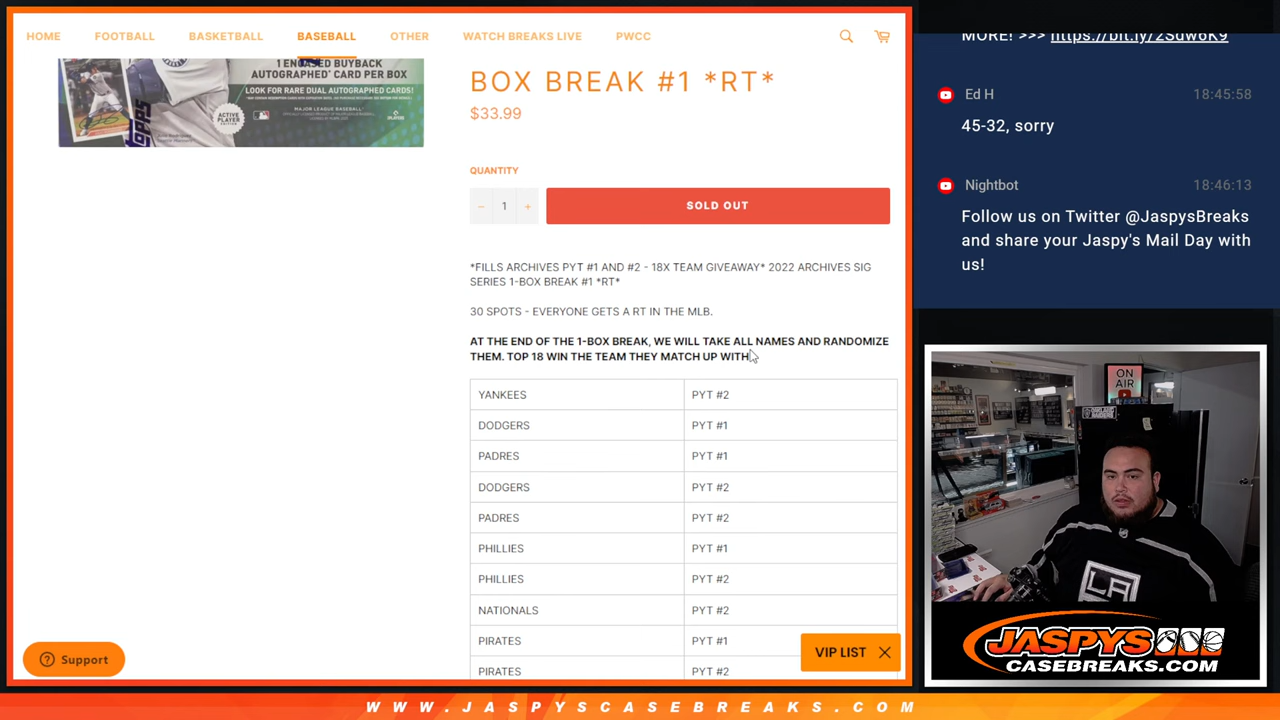 HOME FOOTBALL BASKETBALL BASEBALL OTHER WATCH BREAKS LIVE PWCC
1 ENCASED BUYBACK
AUTOGRAPHED CARD PER BOX
LOOK FOR RARE DUAL AUTOGRAPHED CARDS!
MAJOR LEAGUE BASEBALL
ACTIVE
PLAYER
EDITION
topps
BOX BREAK #1 *RT*
$33.99
QUANTITY
− 1 +
SOLD OUT
*FILLS ARCHIVES PYT #1 AND #2 - 18X TEAM GIVEAWAY* 2022 ARCHIVES SIG
SERIES 1-BOX BREAK #1 *RT*
30 SPOTS - EVERYONE GETS A RT IN THE MLB.
AT THE END OF THE 1-BOX BREAK, WE WILL TAKE ALL NAMES AND RANDOMIZE
THEM. TOP 18 WIN THE TEAM THEY MATCH UP WITH
YANKEES PYT #2
DODGERS PYT #1
PADRES PYT #1
DODGERS PYT #2
PADRES PYT #2
PHILLIES PYT #1
PHILLIES PYT #2
NATIONALS PYT #2
PIRATES PYT #1
PIRATES PYT #2
Support
VIP LIST
MORE! >>> https://bit.ly/2Sdw6K9
Ed H 18:45:58
45-32, sorry
Nightbot 18:46:13
Follow us on Twitter @JaspysBreaks
and share your Jaspy's Mail Day with
us!
ON
AIR
LA
JASPYS
CASEBREAKS.COM
WWW.JASPYSCASEBREAKS.COM